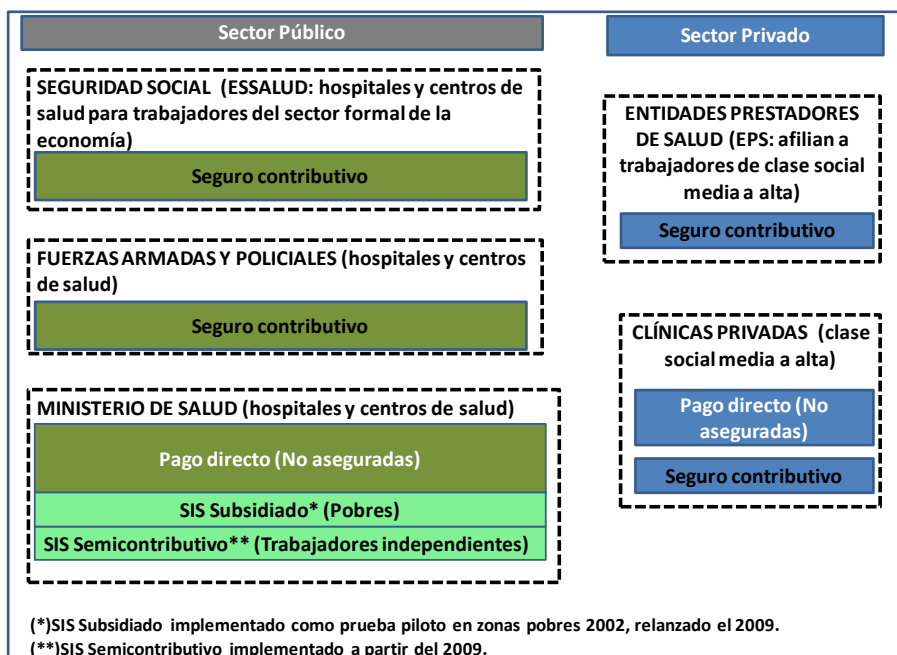 Sector Público
SEGURIDAD SOCIAL (ESSALUD: hospitales y centros de
salud para trabajadores del sector formal de la
economía)
Seguro contributivo
FUERZAS ARMADAS Y POLICIALES (hospitales y centros
de salud)
Seguro contributivo
MINISTERIO DE SALUD (hospitales y centros de salud)
Pago directo (No aseguradas)
SIS Subsidiado* (Pobres)
SIS Semicontributivo** (Trabajadores independientes)
Sector Privado
ENTIDADES PRESTADORES
DE SALUD (EPS: afilian a
trabajadores de clase social
media a alta)
Seguro contributivo
CLÍNICAS PRIVADAS (clase
social media a alta)
Pago directo (No
aseguradas)
Seguro contributivo
(*)SIS Subsidiado implementado como prueba piloto en zonas pobres 2002, relanzado el 2009.
(**)SIS Semicontributivo implementado a partir del 2009.